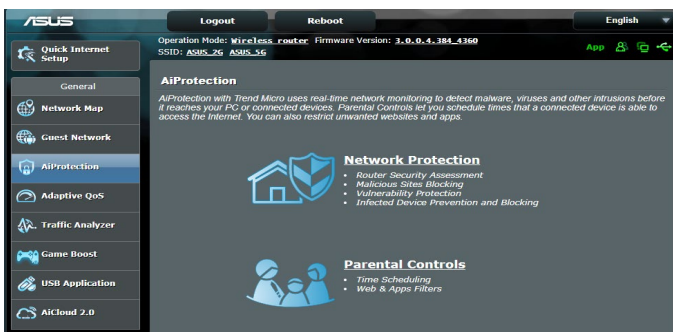 ASUS
Logout
Reboot
English
Quick Internet
Setup
Operation Mode: Wireless router Firmware Version: 3.0.0.4.384_4360
SSID: ASUS_2G ASUS_5G
App
General
Network Map
Guest Network
AiProtection
Adaptive QoS
Traffic Analyzer
Game Boost
USB Application
AiCloud 2.0
AiProtection
AiProtection with Trend Micro uses real-time network monitoring to detect malware, viruses and other intrusions before
it reaches your PC or connected devices. Parental Controls let you schedule times that a connected device is able to
access the Internet. You can also restrict unwanted websites and apps.
Network Protection
• Router Security Assessment
• Malicious Sites Blocking
• Vulnerability Protection
• Infected Device Prevention and Blocking
Parental Controls
• Time Scheduling
• Web & Apps Filters